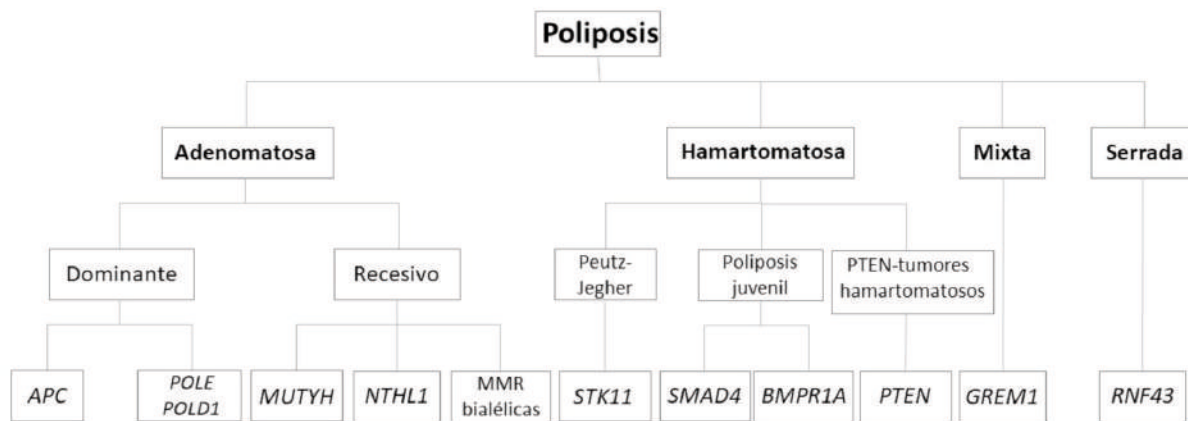 Poliposis
Adenomatosa
Hamartomatosa
Mixta
Serrada
Dominante
Recesivo
Peutz-
Jegher
Poliposis
juvenil
PTEN-tumores
hamartomatosos
APC
POLE
POLD1
MUTYH
NTHL1
MMR
bialélicas
STK11
SMAD4
BMPR1A
PTEN
GREM1
RNF43